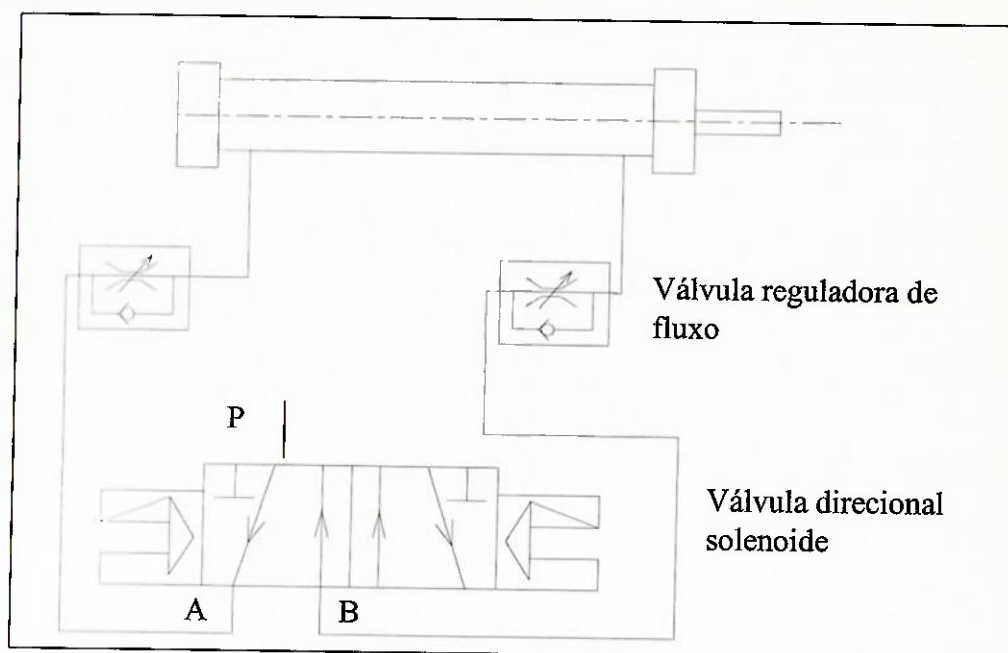 Válvula reguladora de
fluxo
P
Válvula direcional
solenoide
A
B